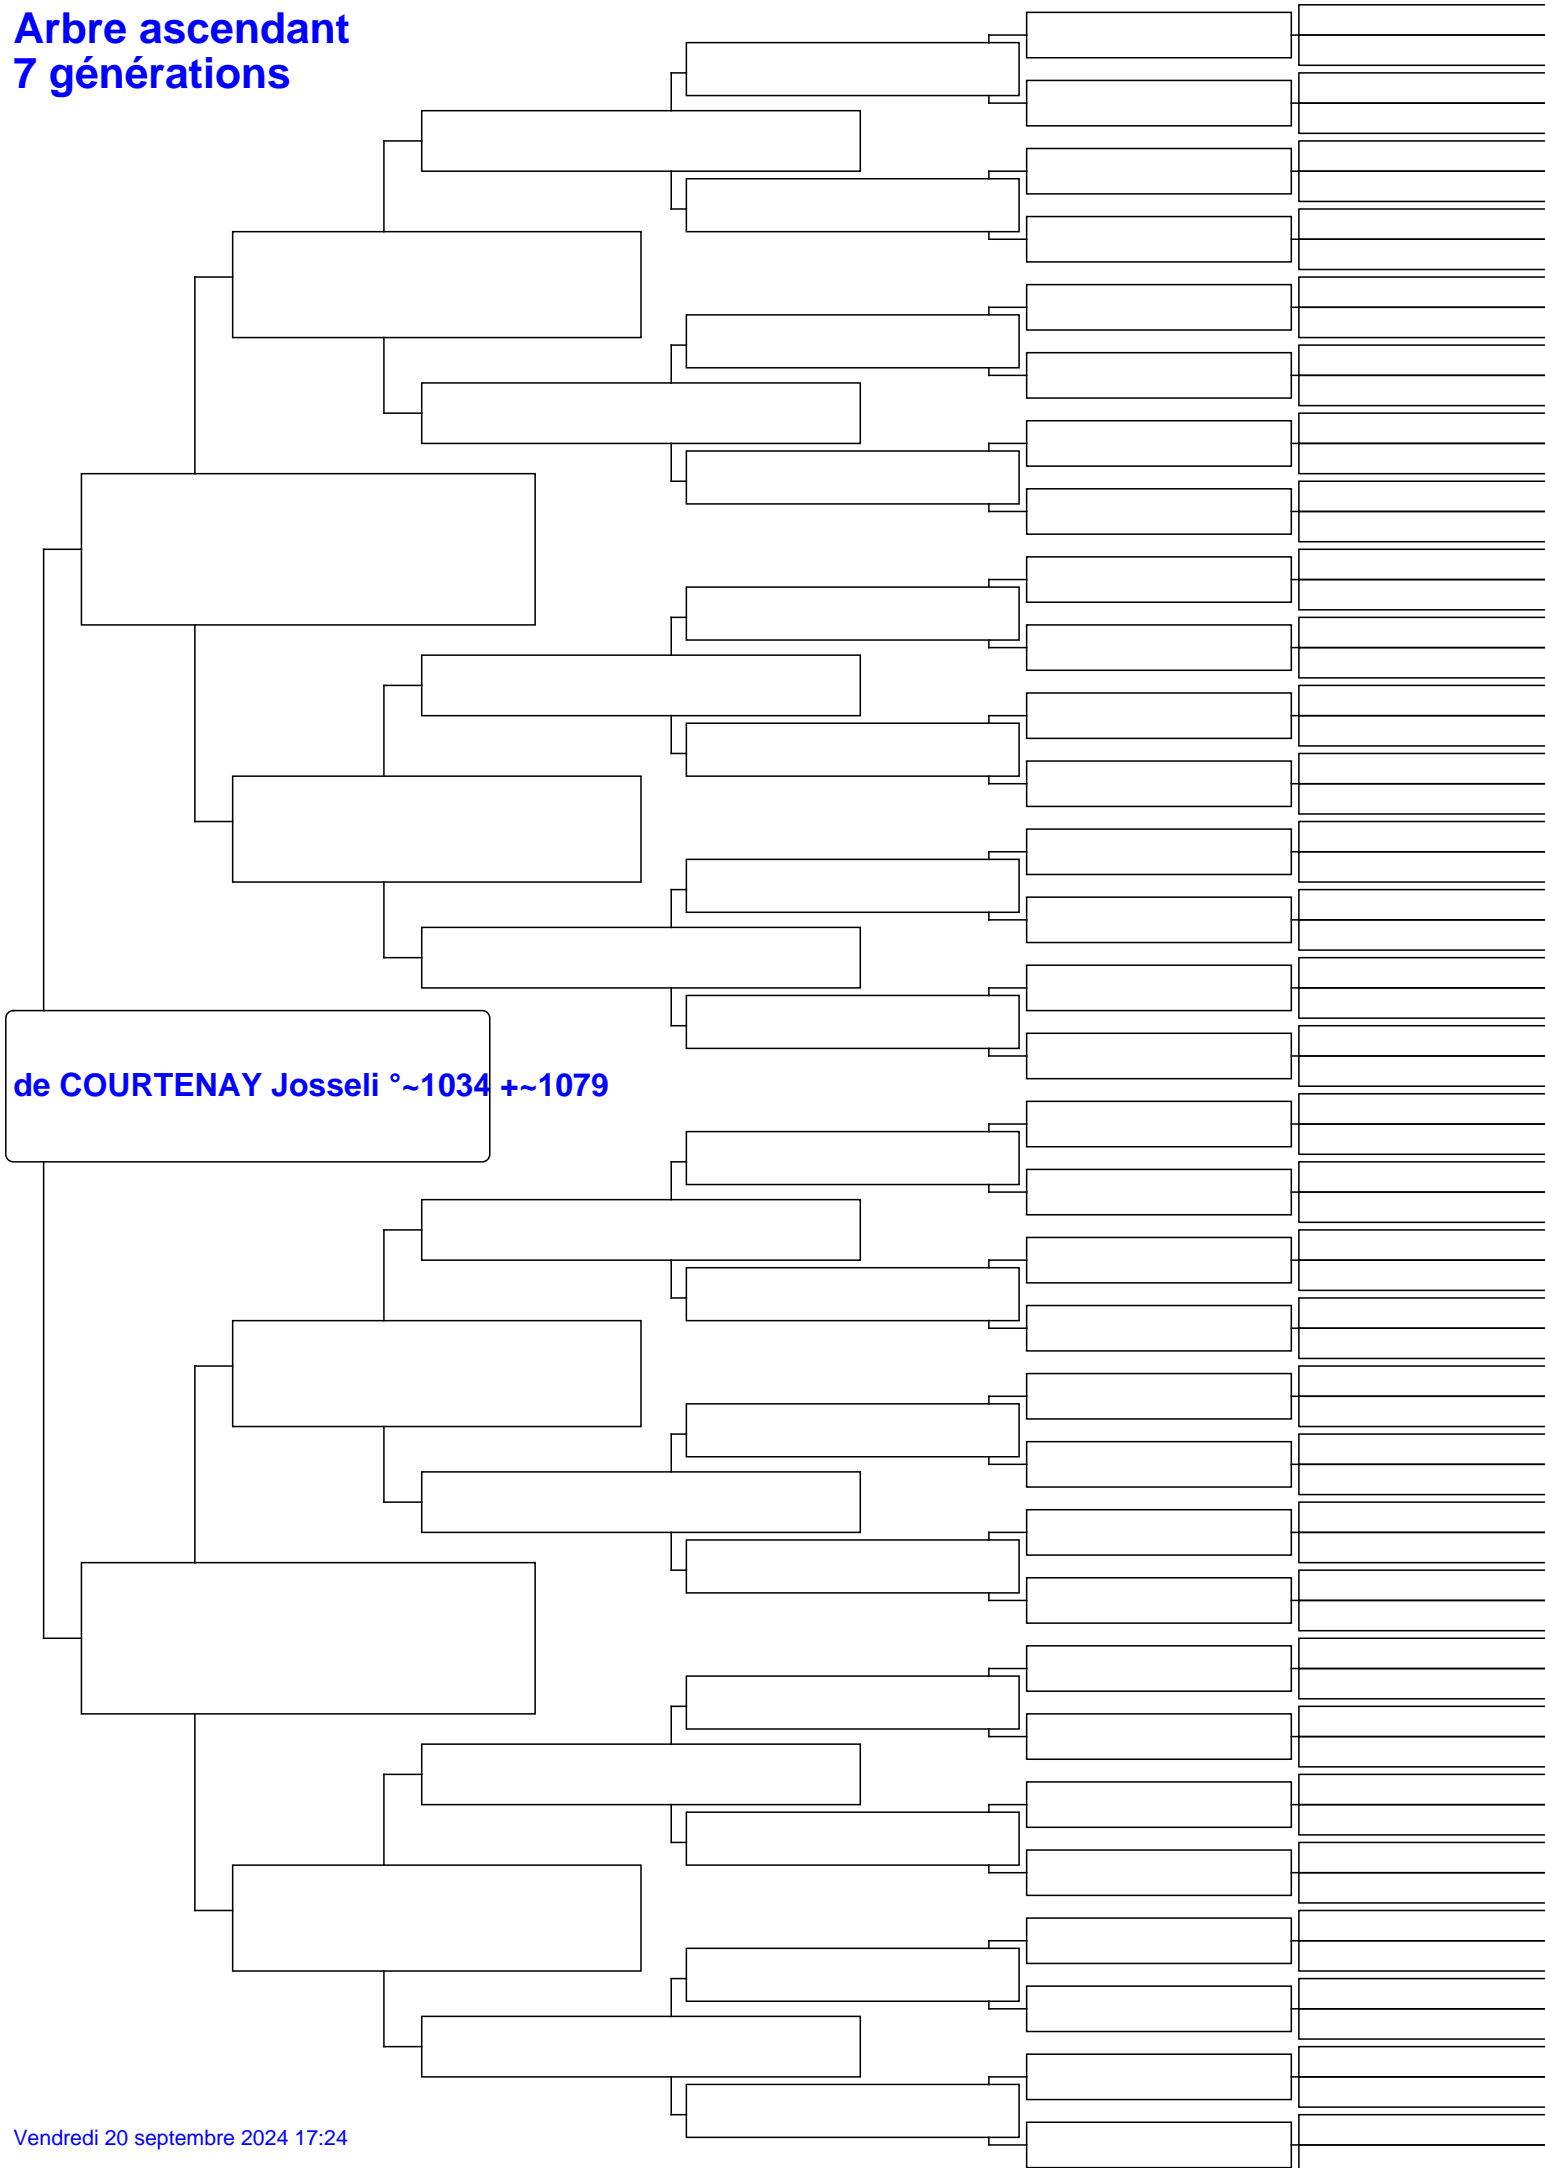 Arbre ascendant
7 générations
de COURTENAY Josseli °~1034 +~1079
Vendredi 20 septembre 2024 17:24